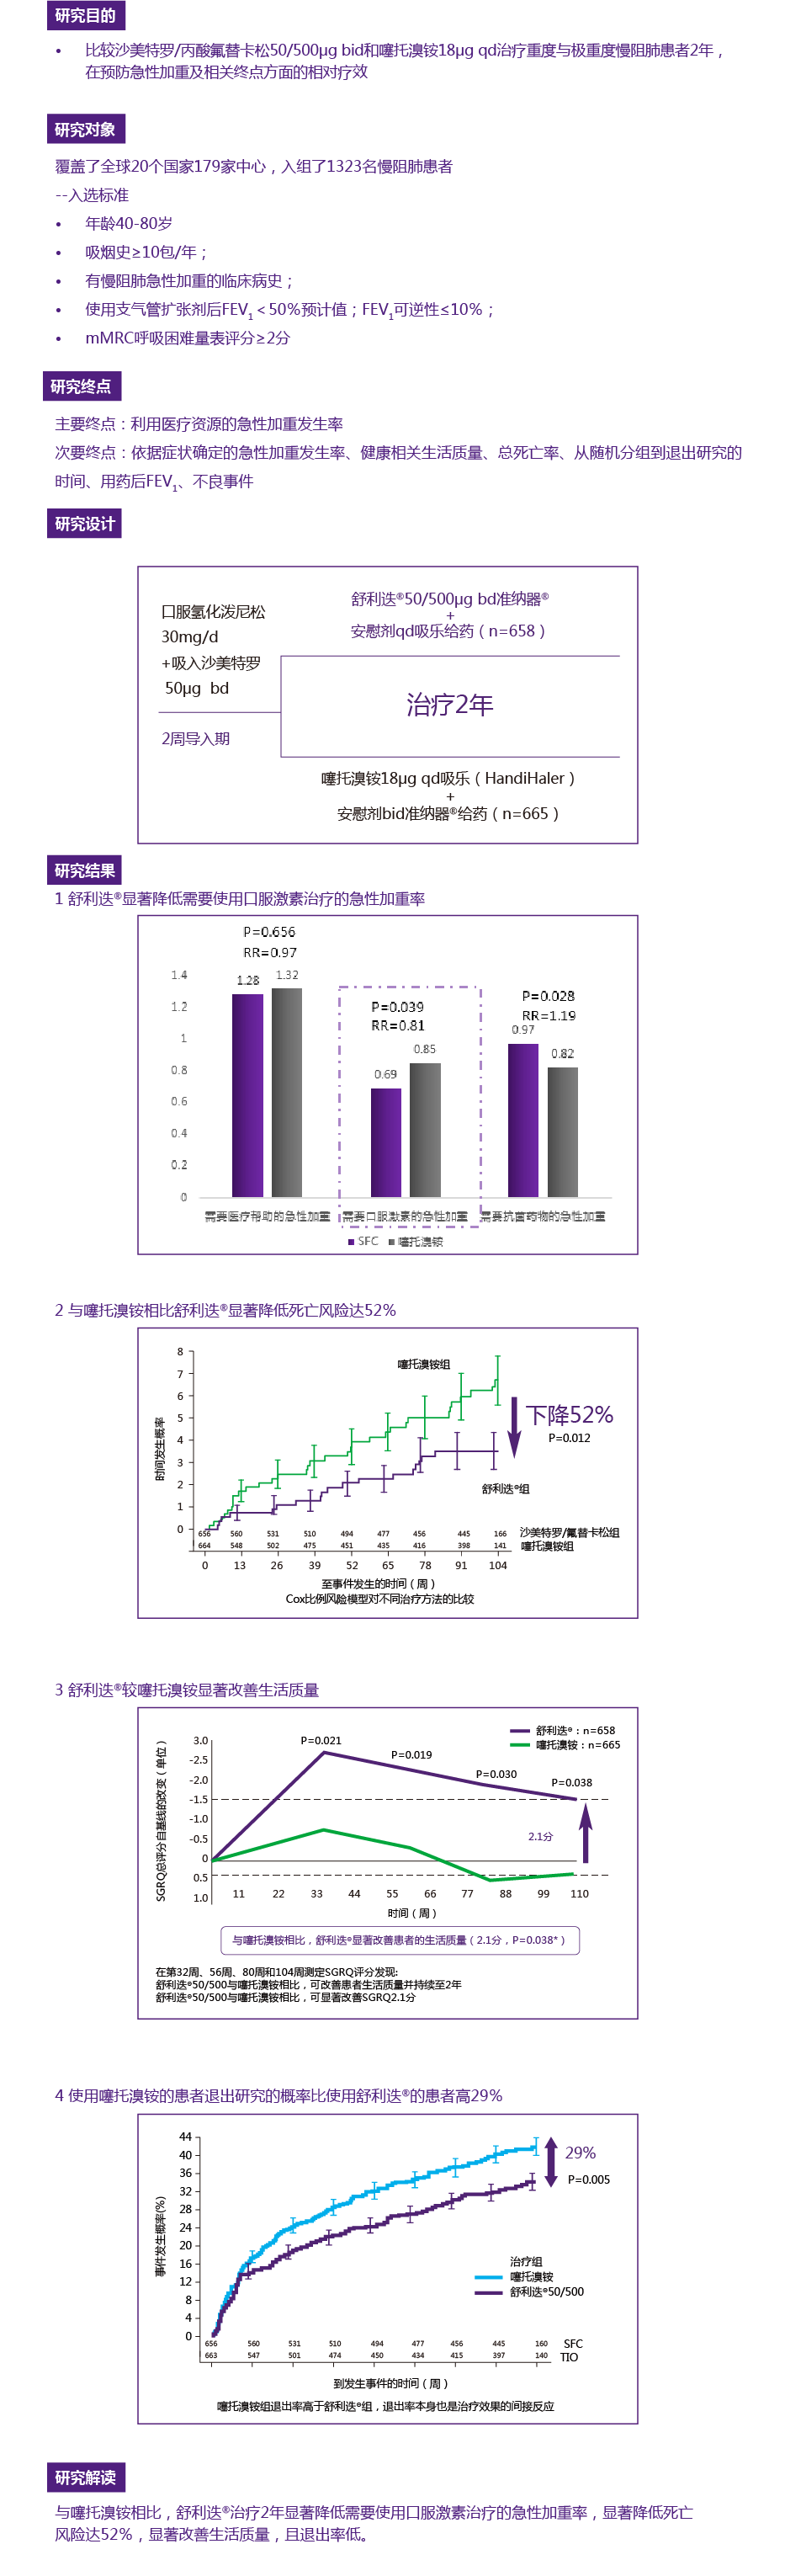 研究目的
• 比较沙美特罗/丙酸氟替卡松50/500μg bid和噻托溴铵18μg qd治疗重度与极重度慢阻肺患者2年，
在预防急性加重及相关终点方面的相对疗效
研究对象
覆盖了全球20个国家179家中心，入组了1323名慢阻肺患者
--入选标准
• 年龄40-80岁
• 吸烟史≥10包/年；
• 有慢阻肺急性加重的临床病史；
• 使用支气管扩张剂后FEV1＜50%预计值；FEV1可逆性≤10%；
• mMRC呼吸困难量表评分≥2分
研究终点
主要终点：利用医疗资源的急性加重发生率
次要终点：依据症状确定的急性加重发生率、健康相关生活质量、总死亡率、从随机分组到退出研究的
时间、用药后FEV1、不良事件
研究设计
口服氢化泼尼松
30mg/d
+吸入沙美特罗
50μg bd
2周导入期
舒利迭®50/500μg bd准纳器®
+
安慰剂qd吸乐给药（n=658）
治疗2年
噻托溴铵18μg qd吸乐（HandiHaler）
+
安慰剂bid准纳器®给药（n=665）
研究结果
1 舒利迭®显著降低需要使用口服激素治疗的急性加重率
P=0.656
RR=0.97
P=0.039
RR=0.81
P=0.028
RR=1.19
1.4
1.2
1
0.8
0.6
0.4
0.2
0
1.28
1.32
0.69
0.85
0.97
0.82
需要医疗帮助的急性加重 需要口服激素的急性加重 需要抗菌药物的急性加重
SFC 噻托溴铵
2 与噻托溴铵相比舒利迭®显著降低死亡风险达52%
时间发生概率
8
7
6
5
4
3
2
1
0
噻托溴铵组
下降52%
P=0.012
舒利迭®组
656 560 531 510 494 477 456 445 166 沙美特罗/氟替卡松组
664 548 502 475 451 435 416 398 141 噻托溴铵组
0 13 26 39 52 65 78 91 104
至事件发生的时间（周）
Cox比例风险模型对不同治疗方法的比较
3 舒利迭®较噻托溴铵显著改善生活质量
SGRQ总评分自基线的改变（单位）
3.0
-2.5
-2.0
-1.5
-1.0
-0.5
0
0.5
1.0
P=0.021
P=0.019
P=0.030
P=0.038
舒利迭®：n=658
噻托溴铵：n=665
2.1分
11 22 33 44 55 66 77 88 99 110
时间（周）
与噻托溴铵相比，舒利迭®显著改善患者的生活质量（2.1分，P=0.038*）
在第32周、56周、80周和104周测定SGRQ评分发现:
舒利迭®50/500与噻托溴铵相比，可改善患者生活质量并持续至2年
舒利迭®50/500与噻托溴铵相比，可显著改善SGRQ2.1分
4 使用噻托溴铵的患者退出研究的概率比使用舒利迭®的患者高29%
事件发生概率(%)
44
40
36
32
28
24
20
16
12
8
4
0
29%
P=0.005
治疗组
噻托溴铵
舒利迭®50/500
656 560 531 510 494 477 456 445 160 SFC
663 547 501 474 450 434 415 397 140 TIO
到发生事件的时间（周）
噻托溴铵组退出率高于舒利迭®组，退出率本身也是治疗效果的间接反应
研究解读
与噻托溴铵相比，舒利迭®治疗2年显著降低需要使用口服激素治疗的急性加重率，显著降低死亡
风险达52%，显著改善生活质量，且退出率低。